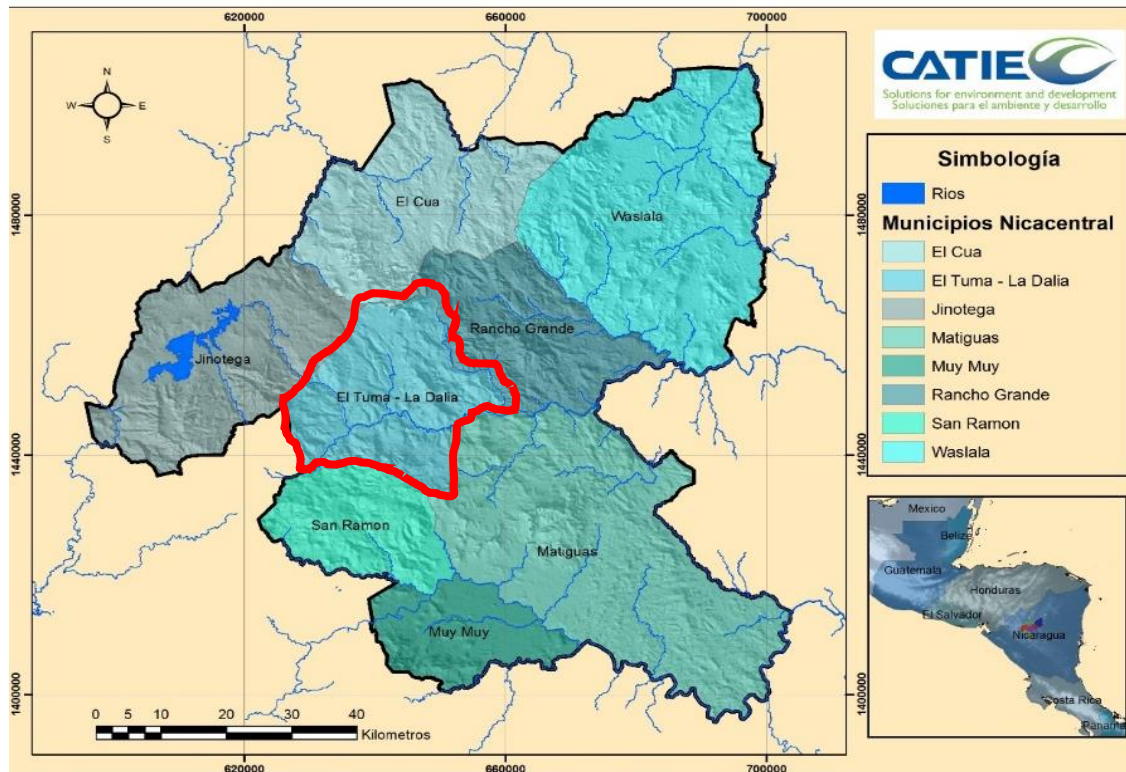 620000
660000
700000
N
W
E
S
1480000
1440000
1400000
El Cua
Waslala
Rancho Grande
Jinotega
El Tuma - La Dalia
San Ramon
Matiguas
Muy Muy
1480000
1440000
1400000
0
5
10
20
30
40
Kilometros
620000
660000
700000
CATIE
Solutions for environment and development
Soluciones para el ambiente y desarrollo
Simbología
Rios
Municipios Nicacentral
El Cua
El Tuma - La Dalia
Jinotega
Matiguas
Muy Muy
Rancho Grande
San Ramon
Waslala
Mexico
Belize
Guatemala
Honduras
El Salvador
Nicaragua
Costa Rica
Panama